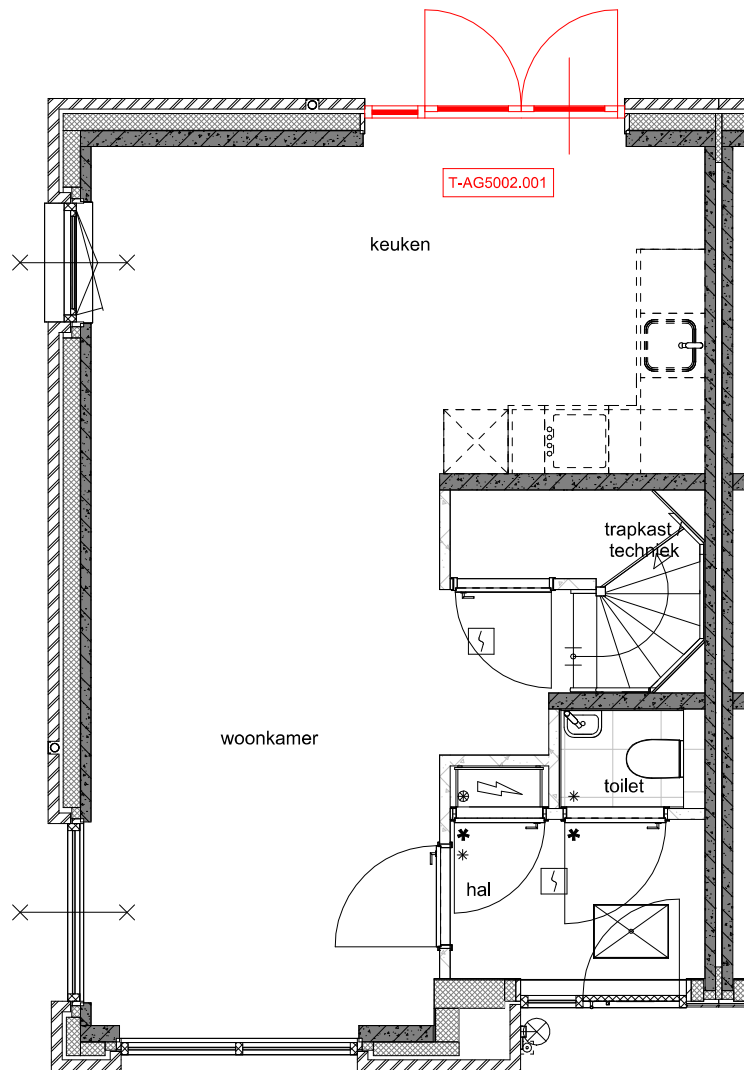 T-AG5002.001
keuken
trapkast
techniek
woonkamer
toilet
hal